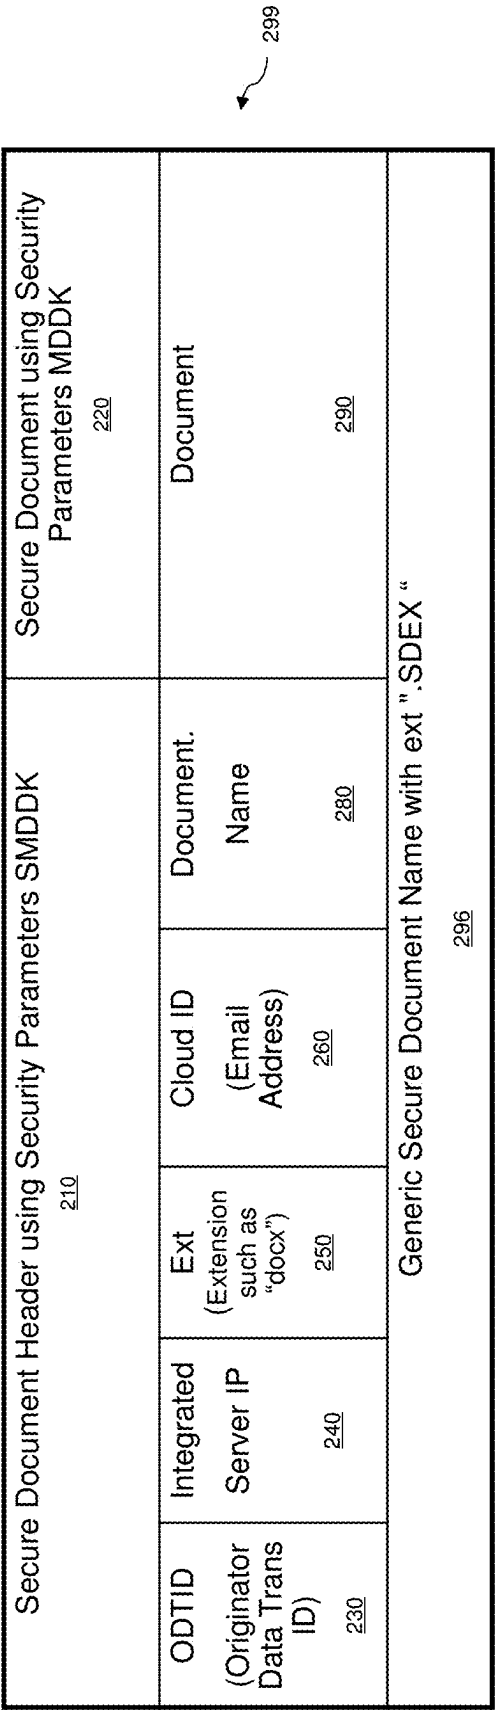 299
Secure Document Header using Security Parameters SMDDK
210
Secure Document using Security
Parameters MDDK
220
ODTID
(Originator
Data Trans
ID)
230
Integrated
Server IP
240
Ext
(Extension
such as
“docx”)
250
Cloud ID
(Email
Address)
260
Document.
Name
280
Document
290
Generic Secure Document Name with ext ".SDEX “
296